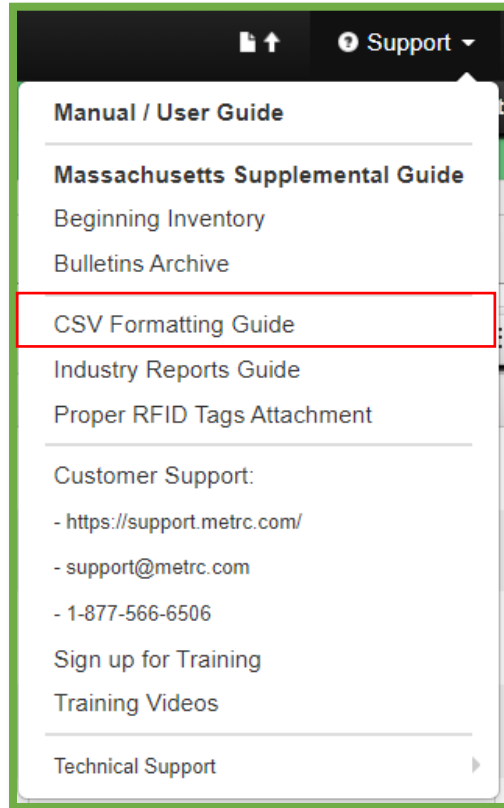 Support
Manual / User Guide
Massachusetts Supplemental Guide
Beginning Inventory
Bulletins Archive
CSV Formatting Guide
Industry Reports Guide
Proper RFID Tags Attachment
Customer Support:
- https://support.metrc.com/
- support@metrc.com
- 1-877-566-6506
Sign up for Training
Training Videos
Technical Support